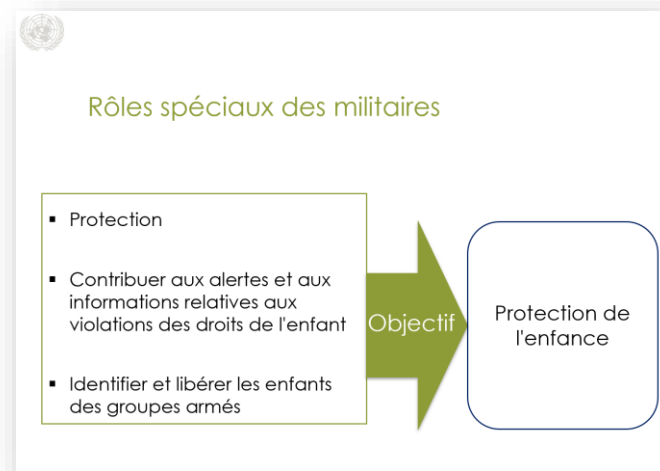 Rôles spéciaux des militaires
▪ Protection
▪ Contribuer aux alertes et aux
informations relatives aux
violations des droits de l'enfant
▪ Identifier et libérer les enfants
des groupes armés
Objectif
Protection de
l'enfance